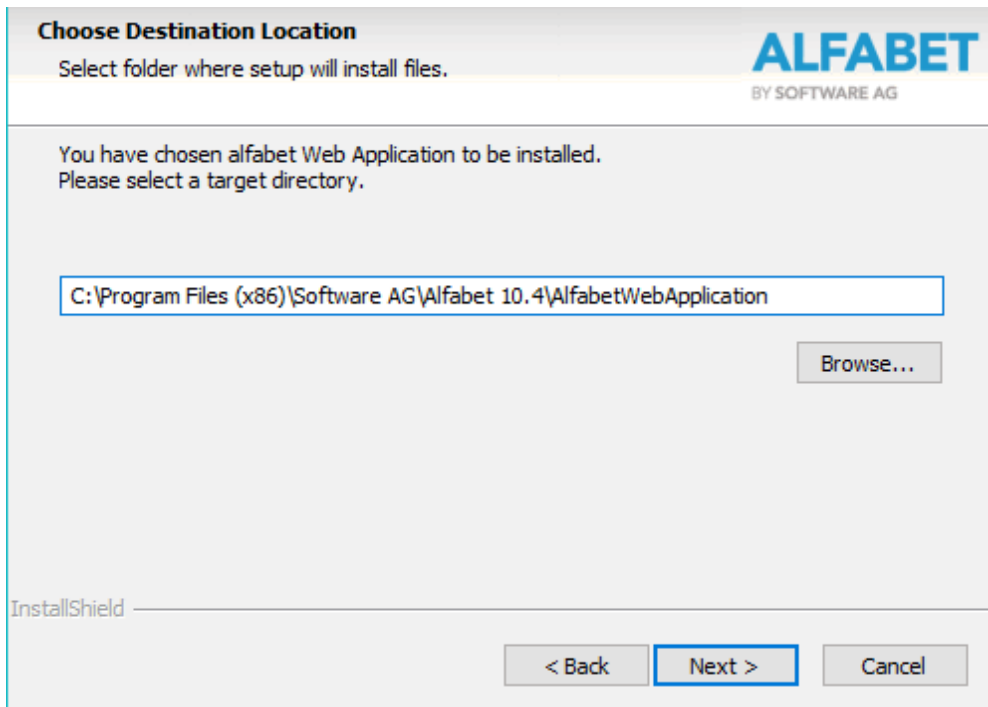 Choose Destination Location
Select folder where setup will install files.
ALFABET
BY SOFTWARE AG
You have chosen alfabet Web Application to be installed.
Please select a target directory.
C:\Program Files (x86)\Software AG\Alfabet 10.4\AlfabetWebApplication
Browse...
InstallShield
< Back
Next >
Cancel